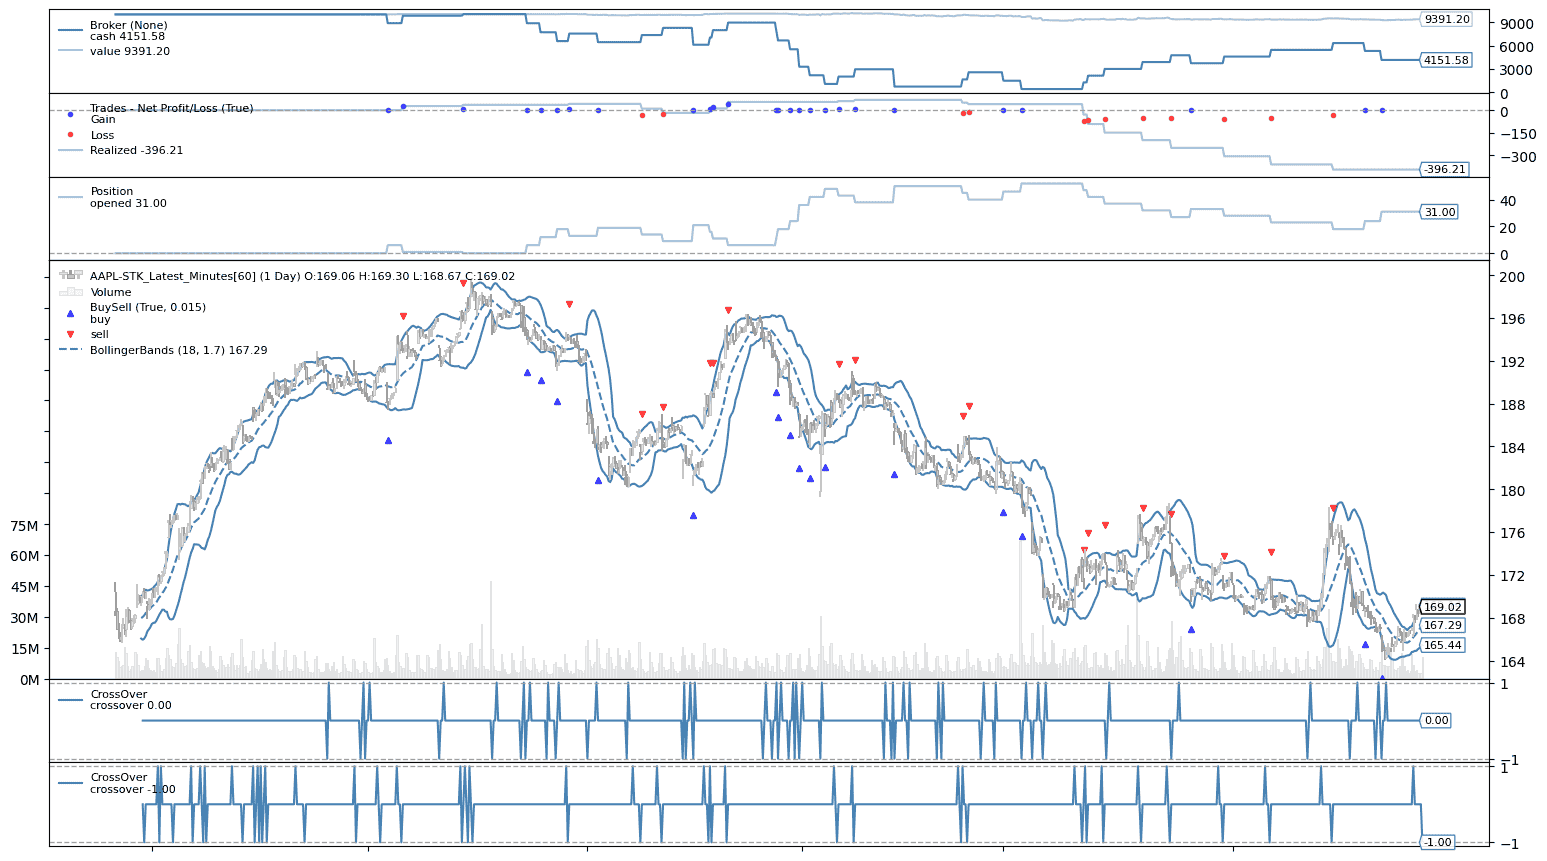 Broker (None)
cash 4151.58
value 9391.20
9391.20
4151.58
9000
6000
3000
0
Trades - Net Profit/Loss (True)
Gain
Loss
Realized -396.21
0
−150
−300
-396.21
Position
opened 31.00
40
20
0
31.00
AAPL-STK_Latest_Minutes[60] (1 Day) O:169.06 H:169.30 L:168.67 C:169.02
Volume
BuySell (True, 0.015)
buy
sell
BollingerBands (18, 1.7) 167.29
200
196
192
188
184
180
176
172
168
164
75M
60M
45M
30M
15M
0M
169.02
167.29
165.44
CrossOver
crossover 0.00
1
0.00
−1
CrossOver
crossover -1.00
1
-1.00
−1